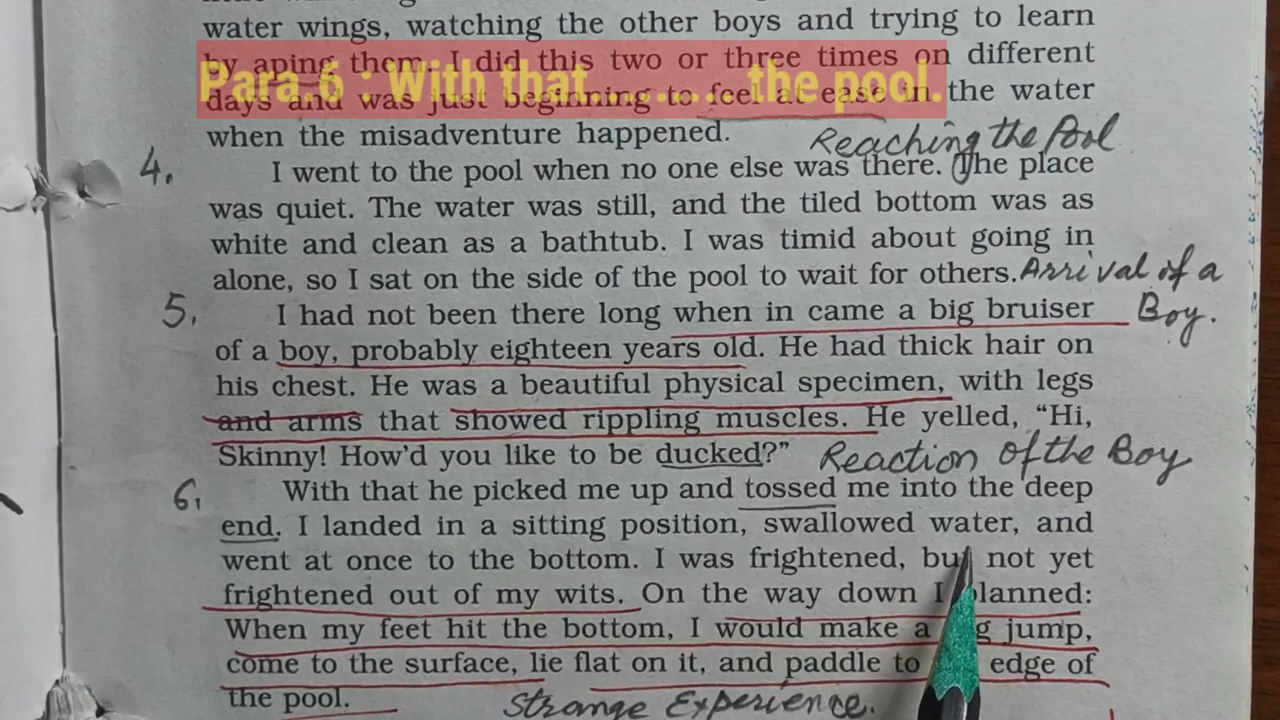 water wings, watching the other boys and trying to learn
by aping them. I did this two or three times on different
Para.6 : With that.......... the pool.
days and was just beginning to feel at ease in the water
when the misadventure happened.
Reaching the Pool
4. I went to the pool when no one else was there. The place
was quiet. The water was still, and the tiled bottom was as
white and clean as a bathtub. I was timid about going in
alone, so I sat on the side of the pool to wait for others. Arrival of a
Boy.
5. I had not been there long when in came a big bruiser
of a boy, probably eighteen years old. He had thick hair on
his chest. He was a beautiful physical specimen, with legs
and arms that showed rippling muscles. He yelled, “Hi,
Skinny! How’d you like to be ducked?” Reaction Of the Boy
6. With that he picked me up and tossed me into the deep
end. I landed in a sitting position, swallowed water, and
went at once to the bottom. I was frightened, but not yet
frightened out of my wits. On the way down I planned:
When my feet hit the bottom, I would make a jump,
come to the surface, lie flat on it, and paddle to edge of
the pool. Strange Experience.